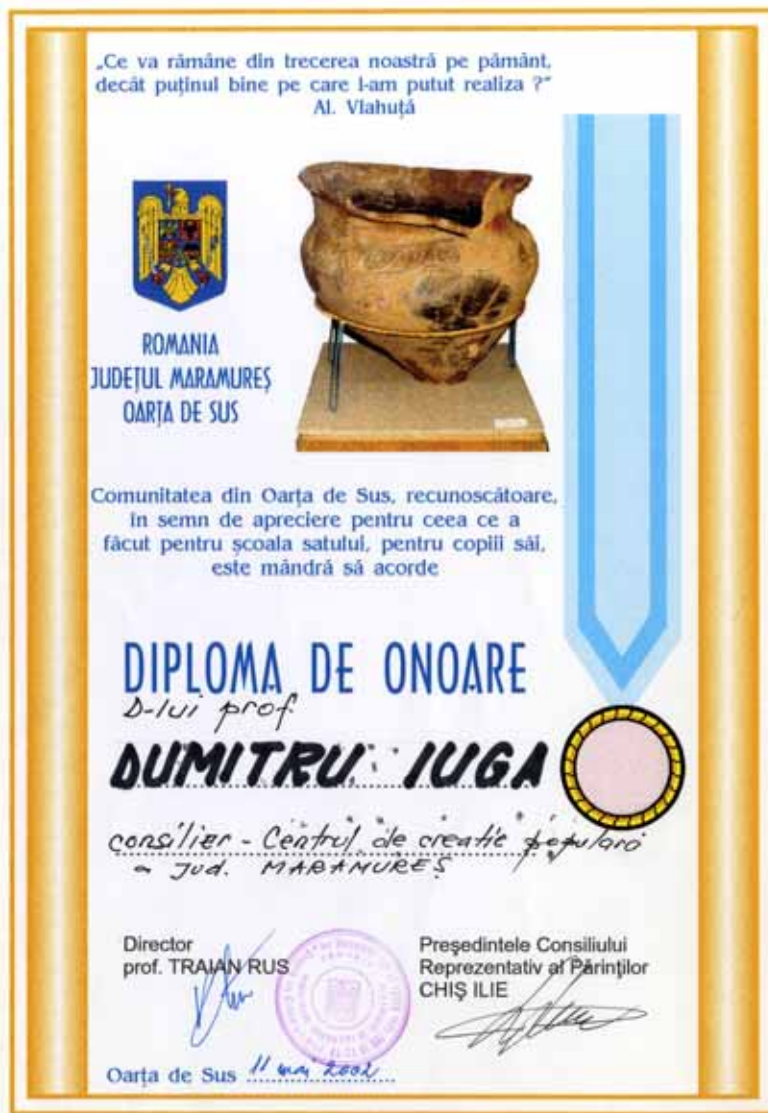 „Ce va rămâne din trecerea noastră pe pământ,
decât puţinul bine pe care l-am putut realiza ?"
Al. Vlahuţă
ROMANIA
JUDEŢUL MARAMUREŞ
OARŢA DE SUS
Comunitatea din Oarţa de Sus, recunoscătoare,
în semn de apreciere pentru ceea ce a
făcut pentru şcoala satului, pentru copiii săi,
este mândră să acorde
DIPLOMA DE ONOARE
D-lui prof
DUMITRU IUGA
consilier - Centrul de creatie populară
a Jud. MARAMUREŞ
Director
prof. TRAIAN RUS
Preşedintele Consiliului
Reprezentativ al Părinţilor
CHIŞ ILIE
Oarţa de Sus 11 mai 2002